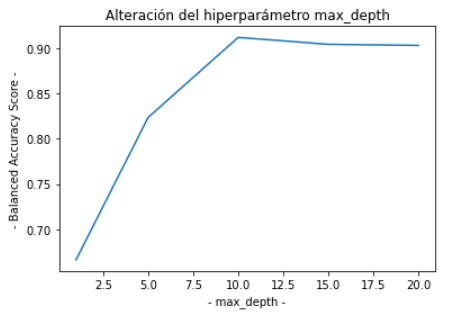 Alteración del hiperparámetro max_depth
- Balanced Accuracy Score -
0.90
0.85
0.80
0.75
0.70
2.5 5.0 7.5 10.0 12.5 15.0 17.5 20.0
- max_depth -